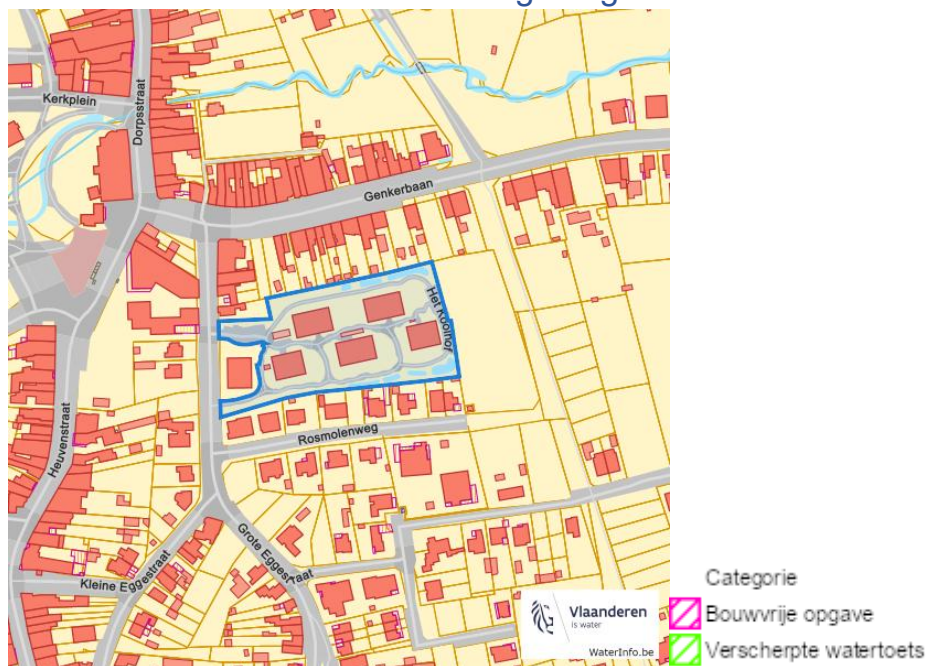 Kerkplein
Dorpsstraat
Genkerbaan
Het Koolhof
Heuvenstraat
Rosmolenweg
Grote Eggestraat
Kleine Eggestraat
Vlaanderen
is water
WaterInfo.be
Categorie
Bouwvrije opgave
Verscherpte watertoets